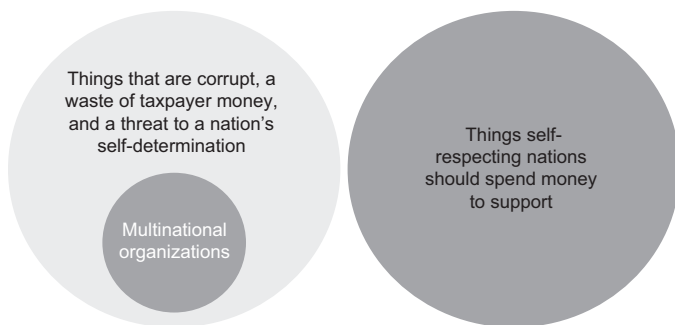 Things that are corrupt, a
waste of taxpayer money,
and a threat to a nation's
self-determination
Multinational
organizations
Things self-
respecting nations
should spend money
to support